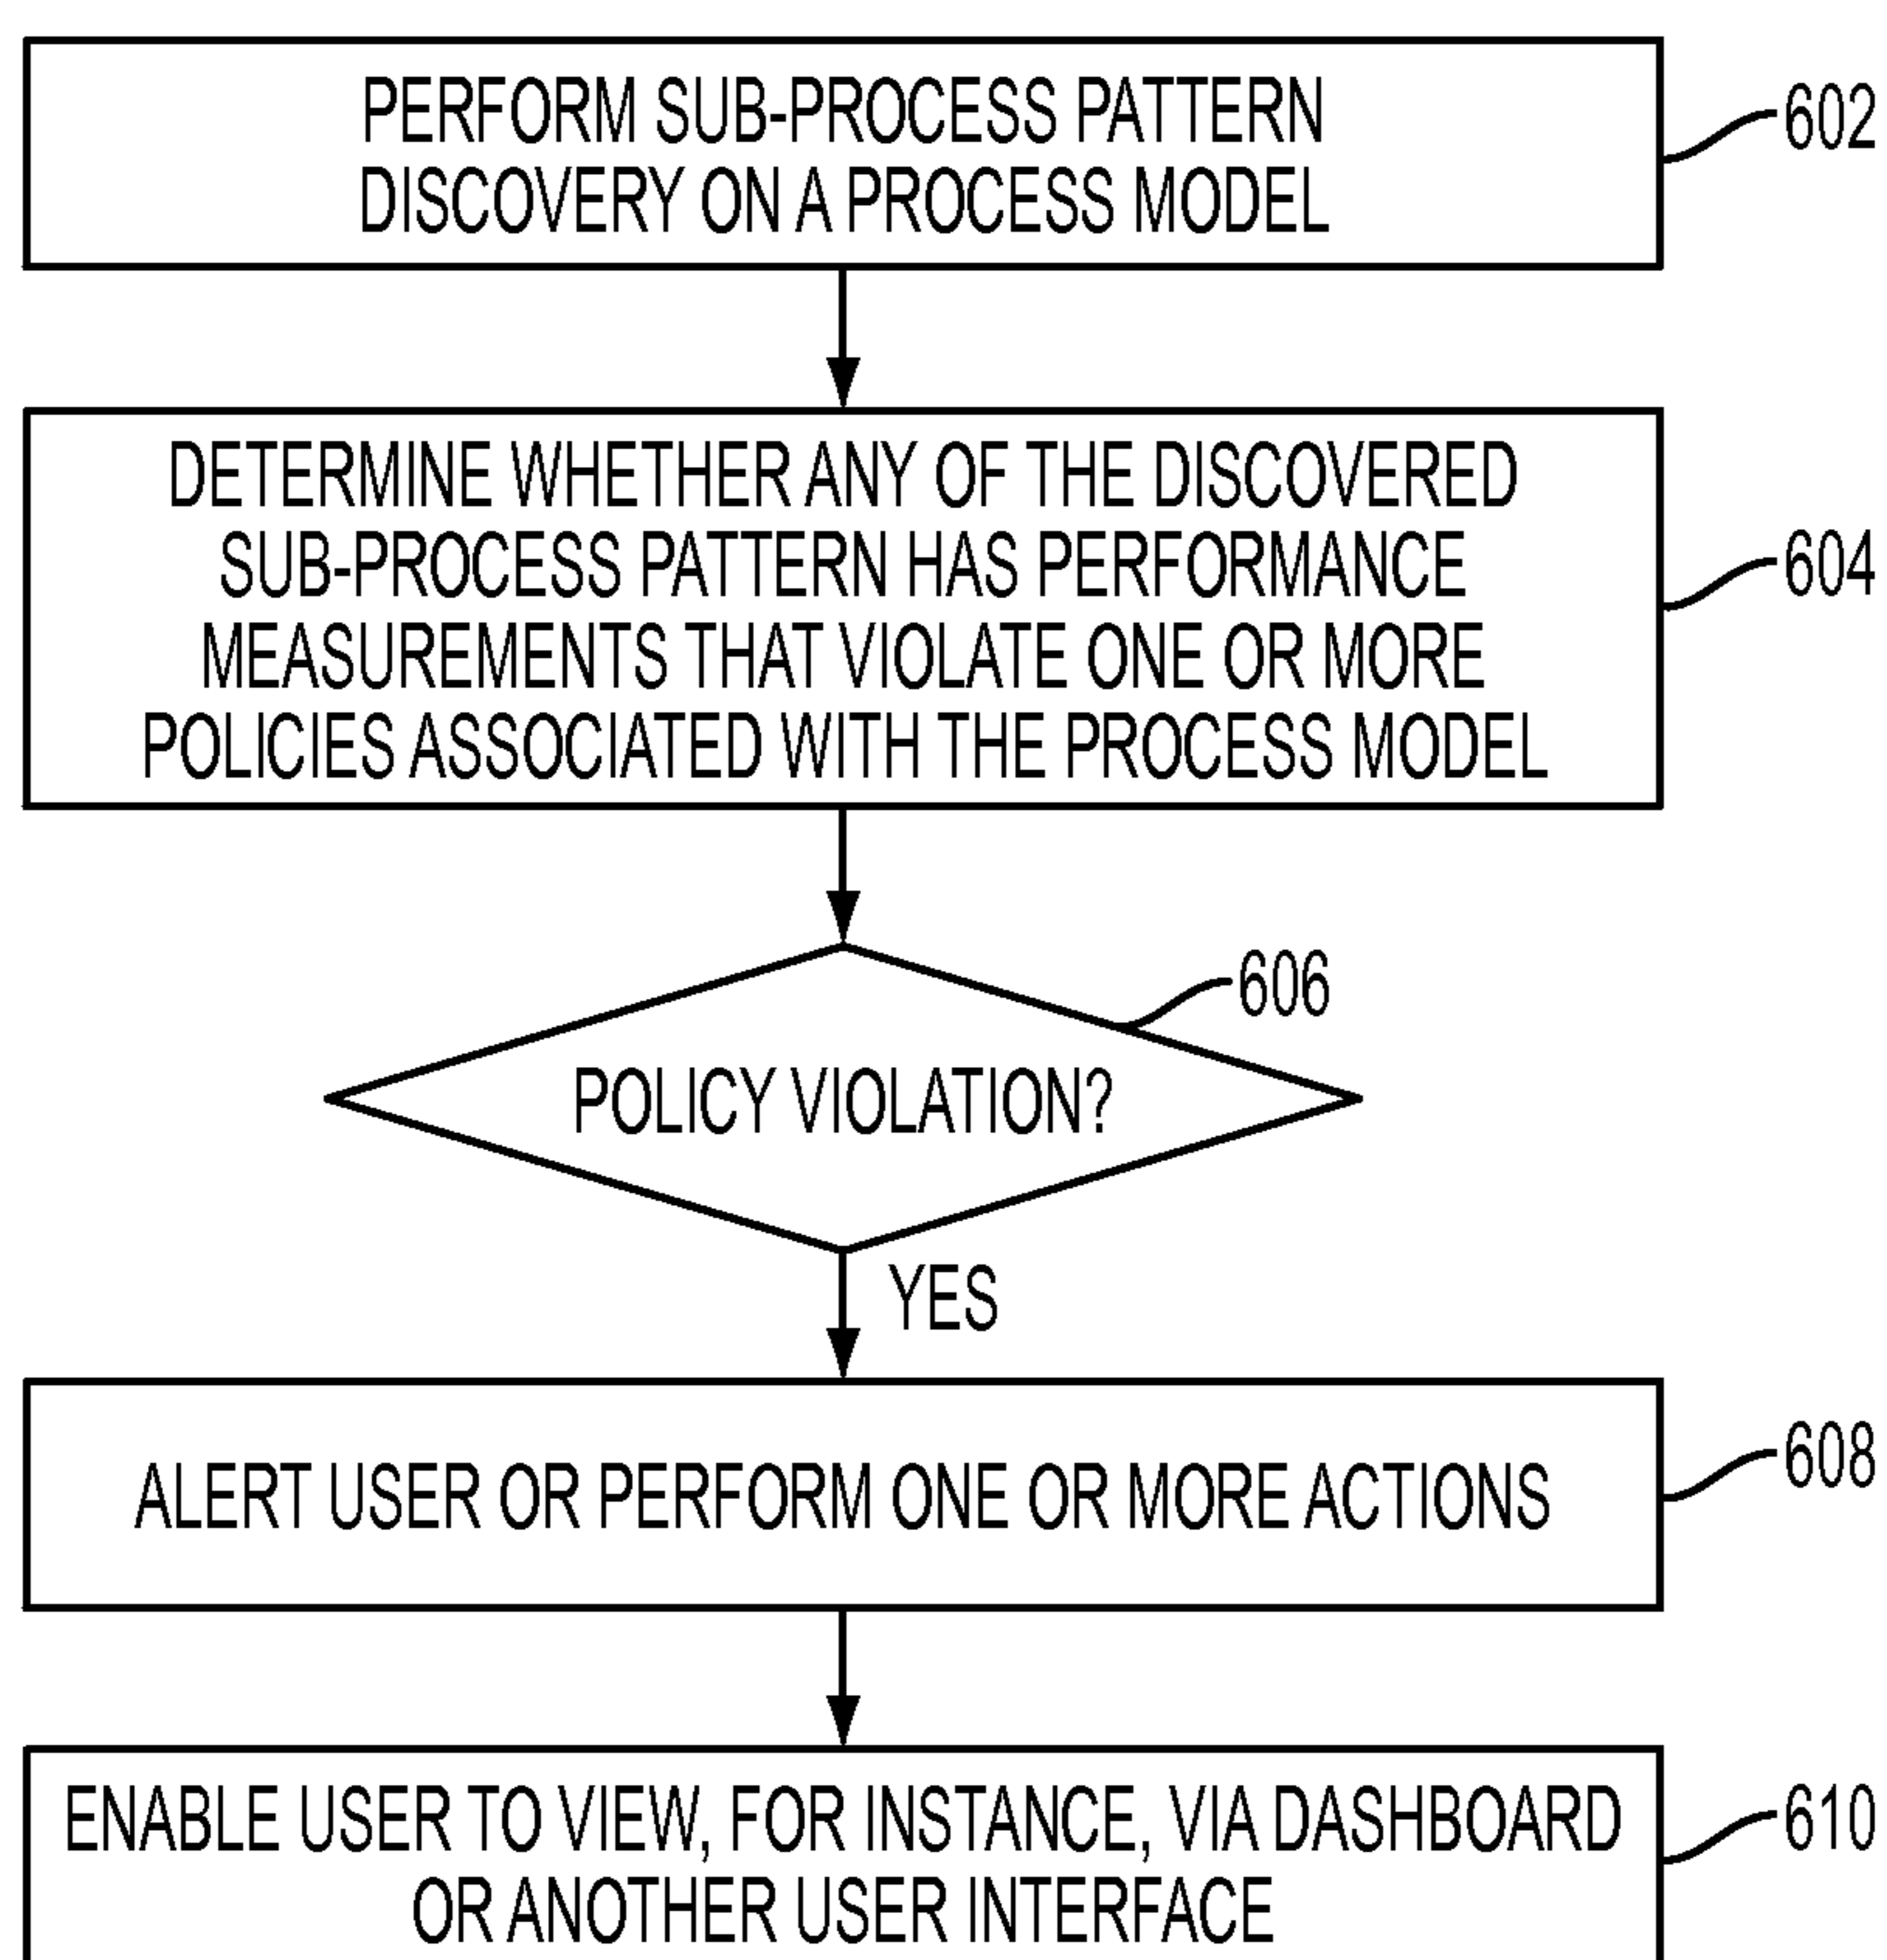 PERFORM SUB-PROCESS PATTERN
DISCOVERY ON A PROCESS MODEL
602
DETERMINE WHETHER ANY OF THE DISCOVERED
SUB-PROCESS PATTERN HAS PERFORMANCE
MEASUREMENTS THAT VIOLATE ONE OR MORE
POLICIES ASSOCIATED WITH THE PROCESS MODEL
604
606
POLICY VIOLATION?
YES
ALERT USER OR PERFORM ONE OR MORE ACTIONS
608
ENABLE USER TO VIEW, FOR INSTANCE, VIA DASHBOARD
OR ANOTHER USER INTERFACE
610